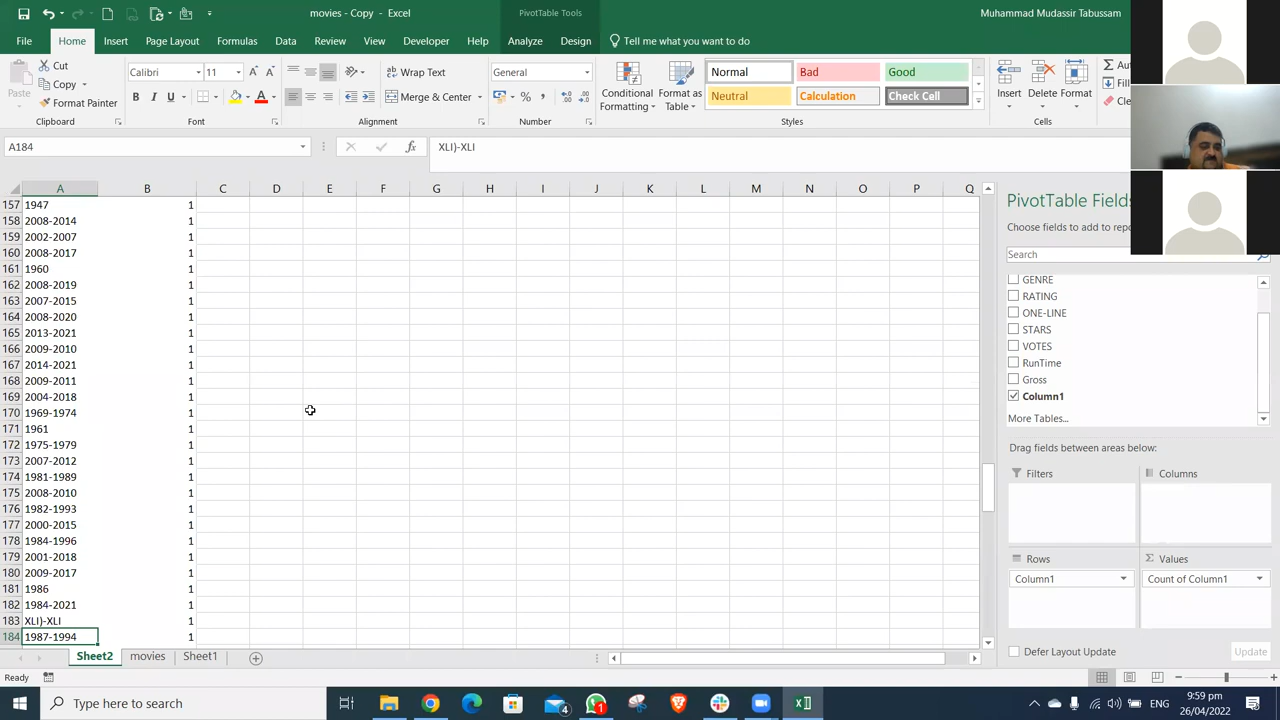 movies - Copy - Excel
PivotTable Tools
Muhammad Mudassir Tabussam
File Home Insert Page Layout Formulas Data Review View Developer Help Analyze Design Tell me what you want to do
Paste
Cut
Copy
Format Painter
Clipboard
Calibri 11
B I U
Font
Wrap Text
Merge & Center
Alignment
General
Number
Conditional Formatting
Format as Table
Normal Bad Good
Neutral Calculation Check Cell
Styles
Insert Delete Format
Cells
Aut
Fill
Cle
A184 fx XLI)-XLI
A B C D E F G H I J K L M N O P Q
157 1947 1
158 2008-2014 1
159 2002-2007 1
160 2008-2017 1
161 1960 1
162 2008-2019 1
163 2007-2015 1
164 2008-2020 1
165 2013-2021 1
166 2009-2010 1
167 2014-2021 1
168 2009-2011 1
169 2004-2018 1
170 1969-1974 1
171 1961 1
172 1975-1979 1
173 2007-2012 1
174 1981-1989 1
175 2008-2010 1
176 1982-1993 1
177 2000-2015 1
178 1984-1996 1
179 2001-2018 1
180 2009-2017 1
181 1986 1
182 1984-2021 1
183 XLI)-XLI 1
184 1987-1994 1
PivotTable Fields
Choose fields to add to repo
Search
GENRE
RATING
ONE-LINE
STARS
VOTES
RunTime
Gross
Column1
More Tables...
Drag fields between areas below:
Filters Columns
Rows Values
Column1 Count of Column1
Defer Layout Update Update
Sheet2 movies Sheet1
Ready
Type here to search
4
1
ENG
9:59 pm
26/04/2022